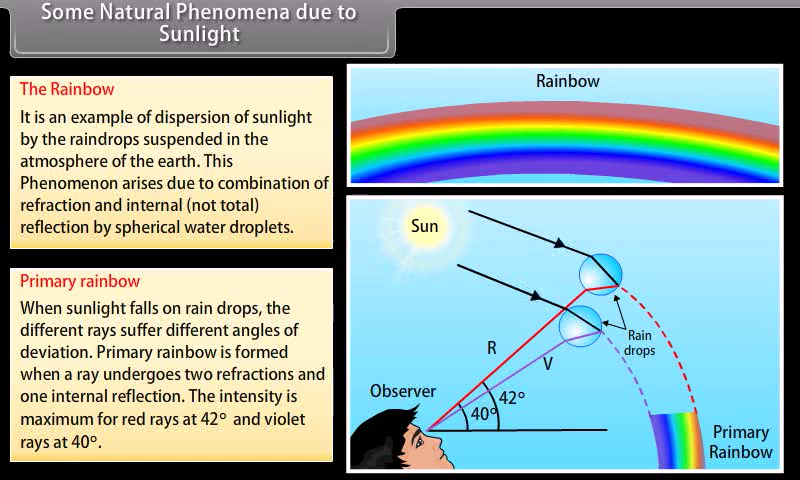 Some Natural Phenomena due to
Sunlight
The Rainbow
It is an example of dispersion of sunlight
by the raindrops suspended in the
atmosphere of the earth. This
Phenomenon arises due to combination of
refraction and internal (not total)
reflection by spherical water droplets.
Primary rainbow
When sunlight falls on rain drops, the
different rays suffer different angles of
deviation. Primary rainbow is formed
when a ray undergoes two refractions and
one internal reflection. The intensity is
maximum for red rays at 42° and violet
rays at 40°.
Rainbow
Sun
Rain
drops
R
V
Observer
42°
40°
Primary
Rainbow